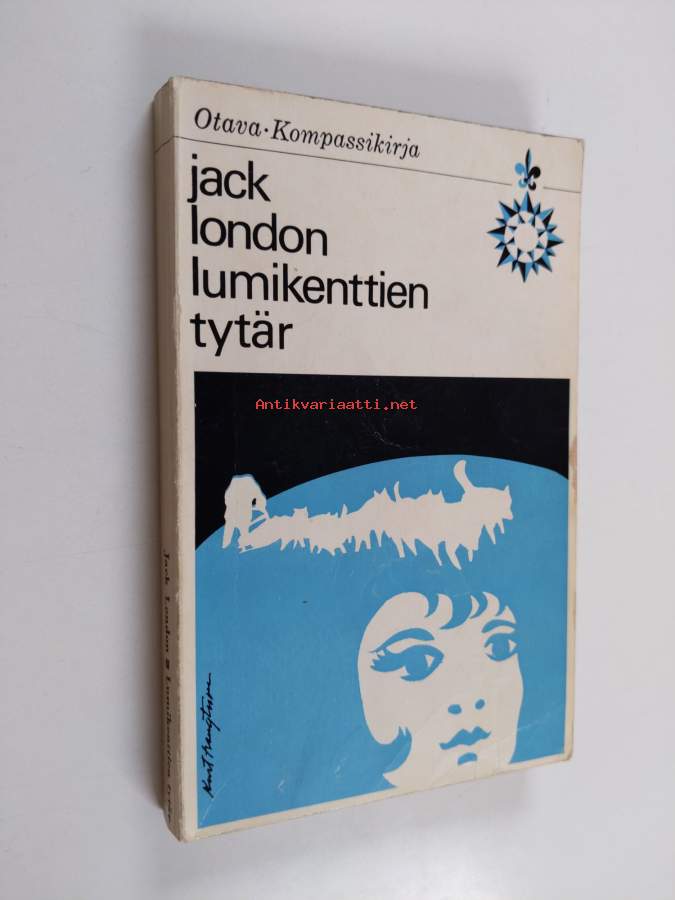 Otava·Kompassikirja
jack
london
lumikenttien
tytär
Antikvariaatti.net
Jack London ■ Lumikenttien tytär